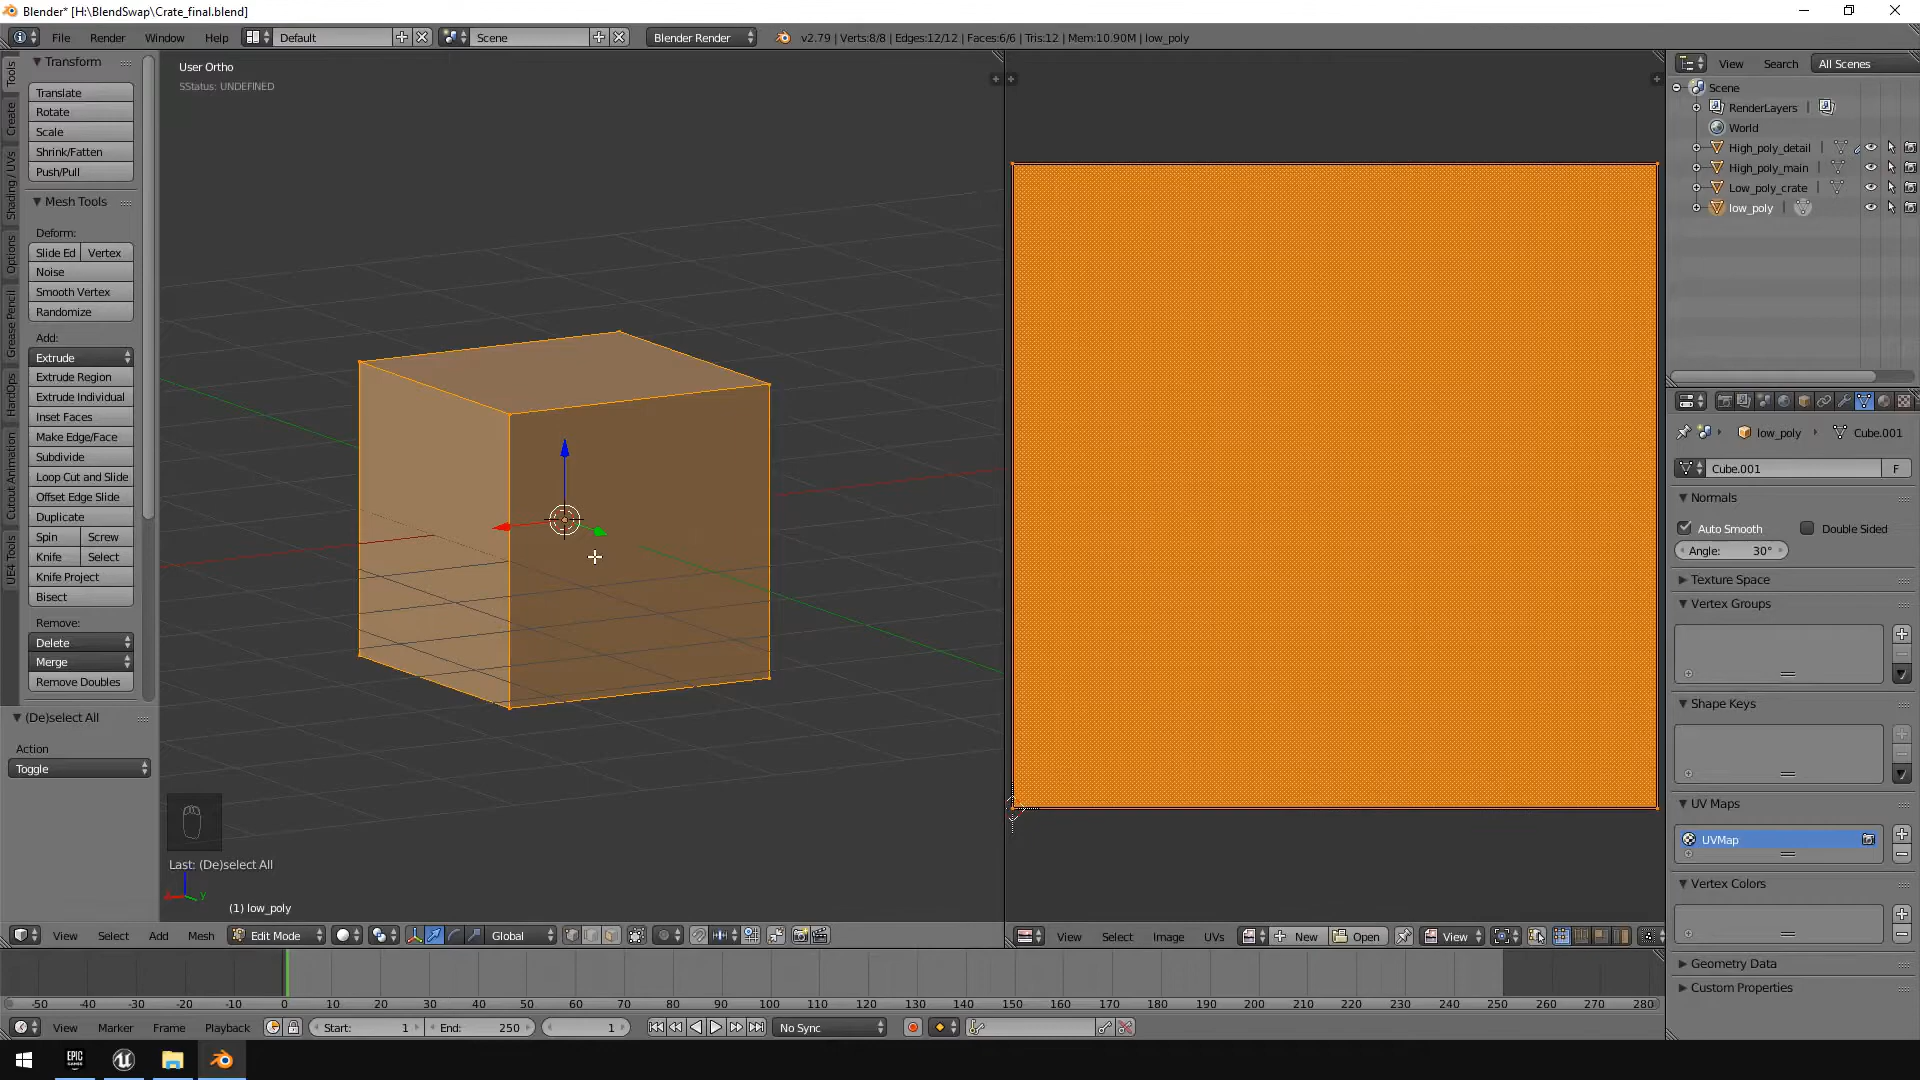 Blender* [H:\BlendSwap\Crate_final.blend]
File Render Window Help Default Scene Blender Render v2.79 | Verts:8/8 | Edges:12/12 | Faces:6/6 | Tris:12 | Mem:10.90M | low_poly
Tools
Create
Shading / UVs
Options
Grease Pencil
HardOps
Cutout Animation
UE4 Tools
Transform
Translate
Rotate
Scale
Shrink/Fatten
Push/Pull
Mesh Tools
Deform:
Slide Ed Vertex
Noise
Smooth Vertex
Randomize
Add:
Extrude
Extrude Region
Extrude Individual
Inset Faces
Make Edge/Face
Subdivide
Loop Cut and Slide
Offset Edge Slide
Duplicate
Spin Screw
Knife Select
Knife Project
Bisect
Remove:
Delete
Merge
Remove Doubles
(De)select All
Action
Toggle
User Ortho
SStatus: UNDEFINED
Last: (De)select All
y
(1) low_poly
View Select Add Mesh Edit Mode Global
View Select Image UVs New Open View
View Search All Scenes
Scene
RenderLayers
World
High_poly_detail
High_poly_main
Low_poly_crate
low_poly
low_poly Cube.001
Cube.001 F
Normals
Auto Smooth Double Sided
Angle: 30°
Texture Space
Vertex Groups
Shape Keys
UV Maps
UVMap
Vertex Colors
Geometry Data
Custom Properties
-50 -40 -30 -20 -10 0 10 20 30 40 50 60 70 80 90 100 110 120 130 140 150 160 170 180 190 200 210 220 230 240 250 260 270 280
View Marker Frame Playback Start: 1 End: 250 1 No Sync
EPIC GAMES